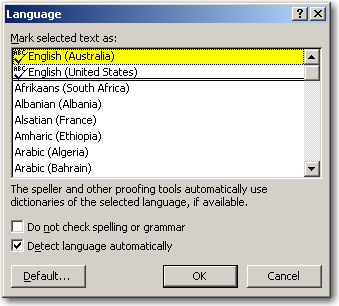 Language
Mark selected text as:
ABC English (Australia)
ABC English (United States)
Afrikaans (South Africa)
Albanian (Albania)
Alsatian (France)
Amharic (Ethiopia)
Arabic (Algeria)
Arabic (Bahrain)
The speller and other proofing tools automatically use
dictionaries of the selected language, if available.
Do not check spelling or grammar
Detect language automatically
Default... OK Cancel